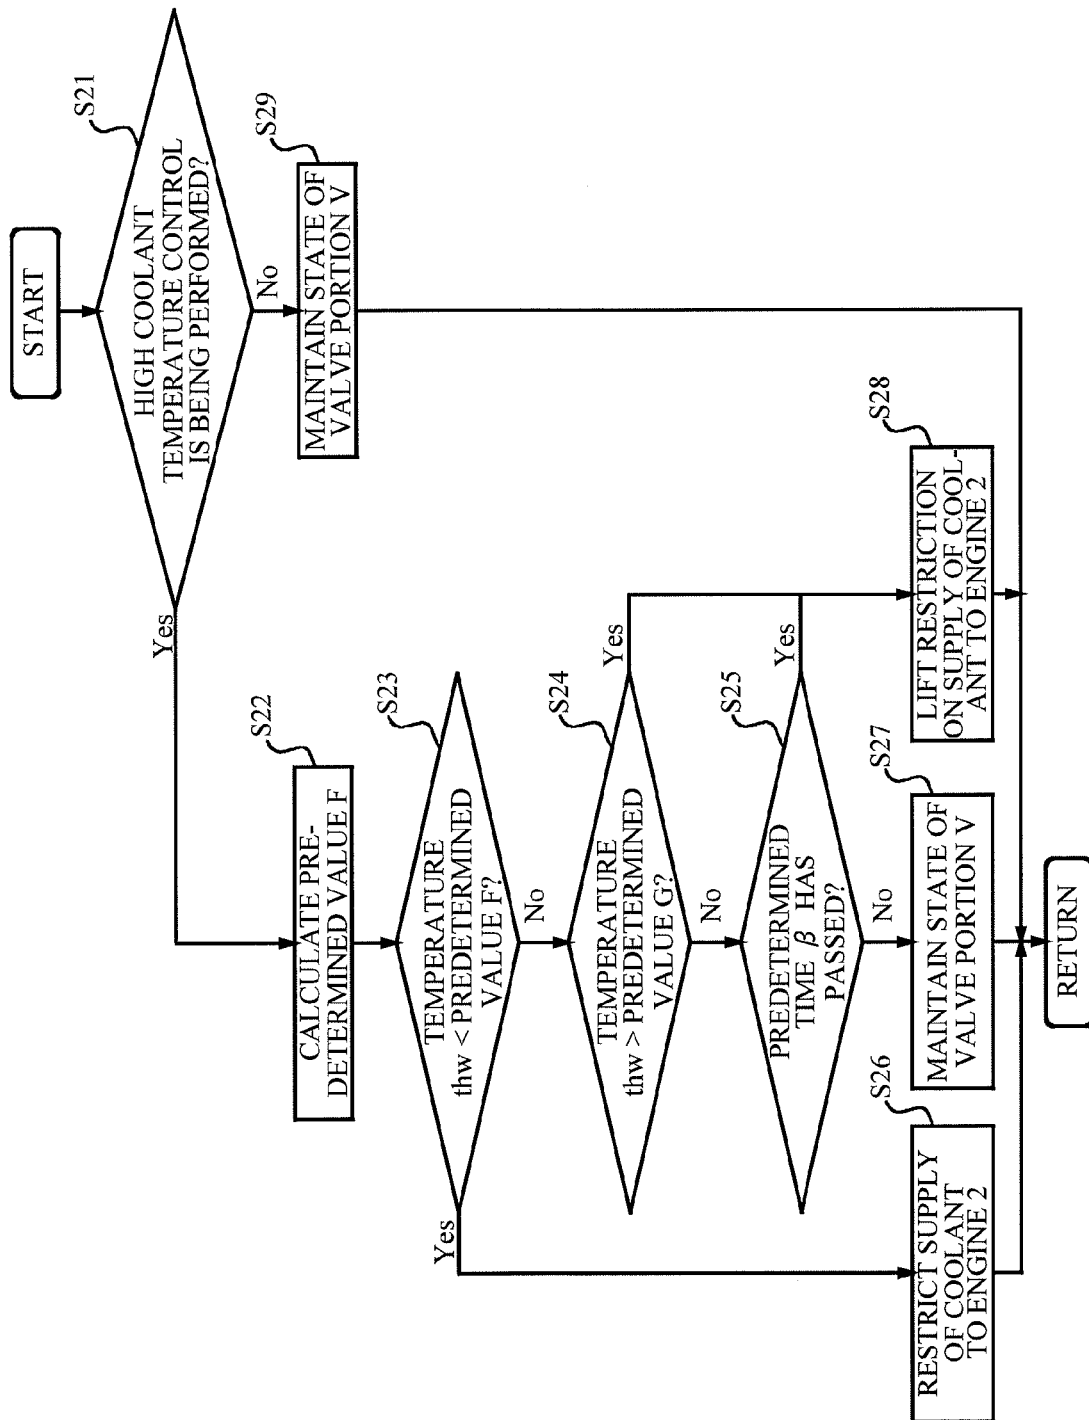 START
S21
HIGH COOLANT
TEMPERATURE CONTROL
IS BEING PERFORMED?
Yes
No
S29
MAINTAIN STATE OF
VALVE PORTION V
S22
CALCULATE PRE-
DETERMINED VALUE F
S23
TEMPERATURE
thw < PREDETERMINED
VALUE F?
Yes
No
S24
TEMPERATURE
thw > PREDETERMINED
VALUE G?
Yes
No
S25
PREDETERMINED
TIME β HAS
PASSED?
Yes
No
S26
RESTRICT SUPPLY
OF COOLANT
TO ENGINE 2
S27
MAINTAIN STATE OF
VALVE PORTION V
S28
LIFT RESTRICTION
ON SUPPLY OF COOL-
ANT TO ENGINE 2
RETURN